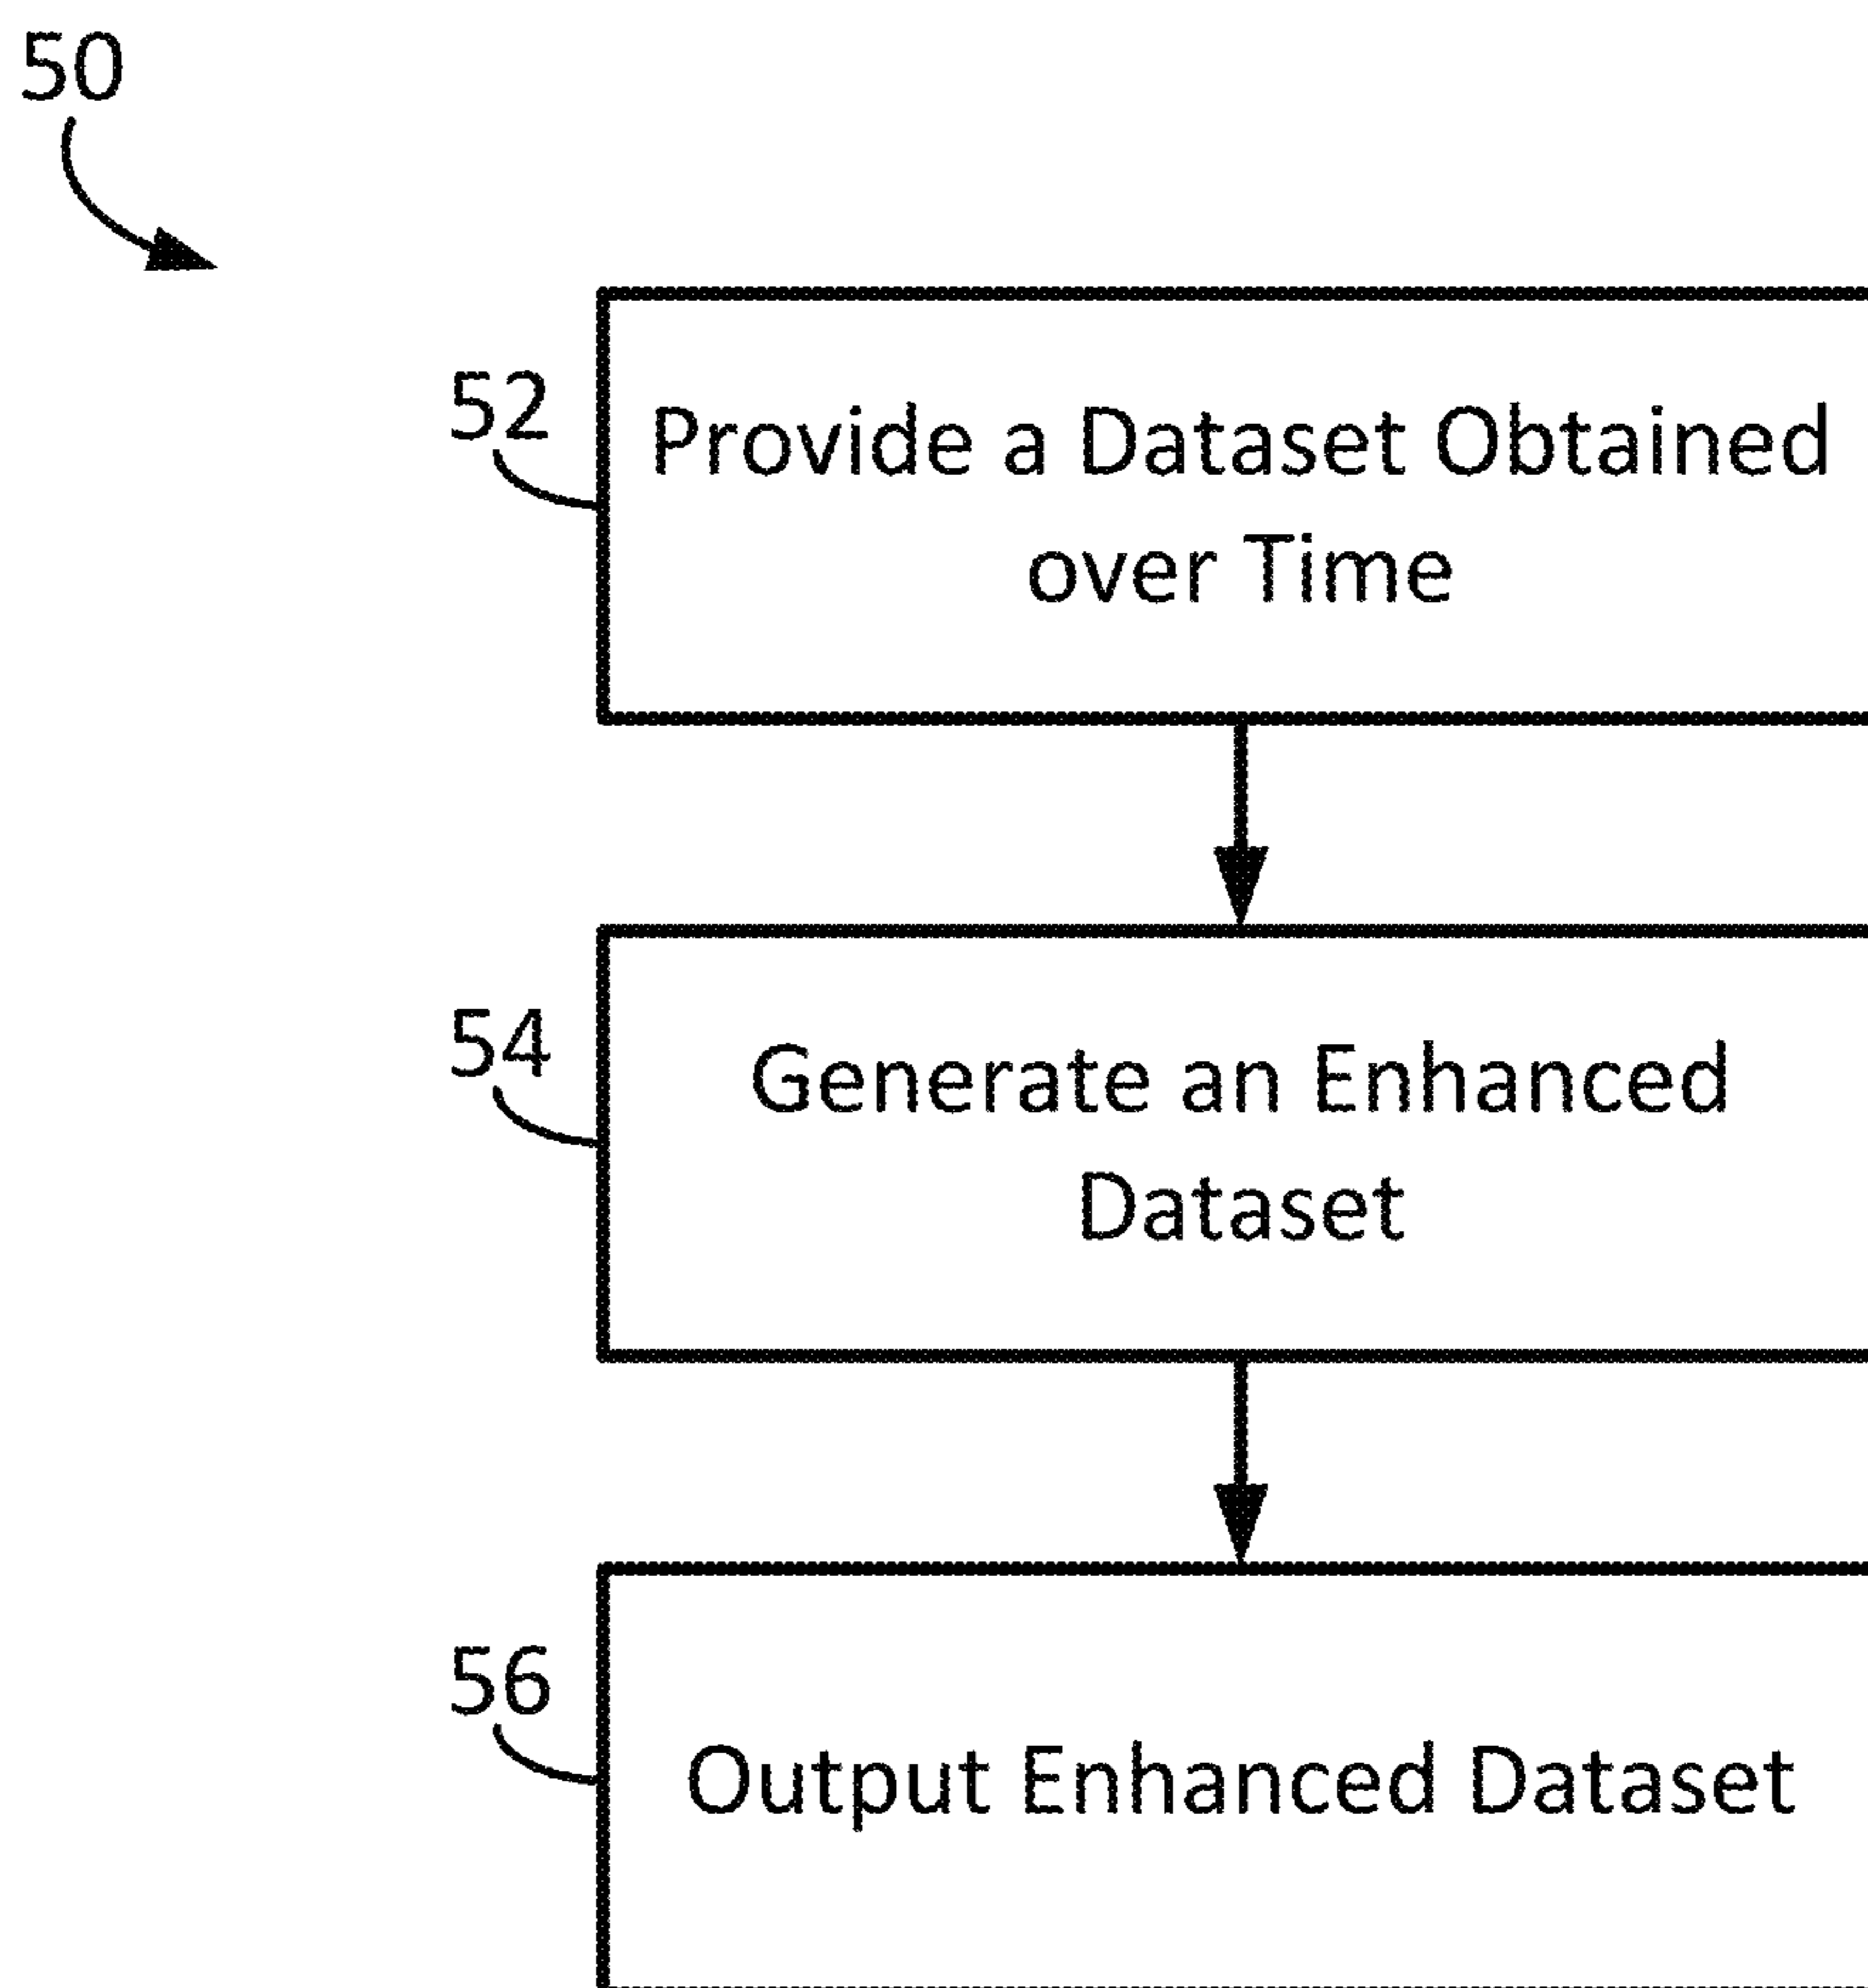 50
52
Provide a Dataset Obtained
over Time
54
Generate an Enhanced
Dataset
56
Output Enhanced Dataset